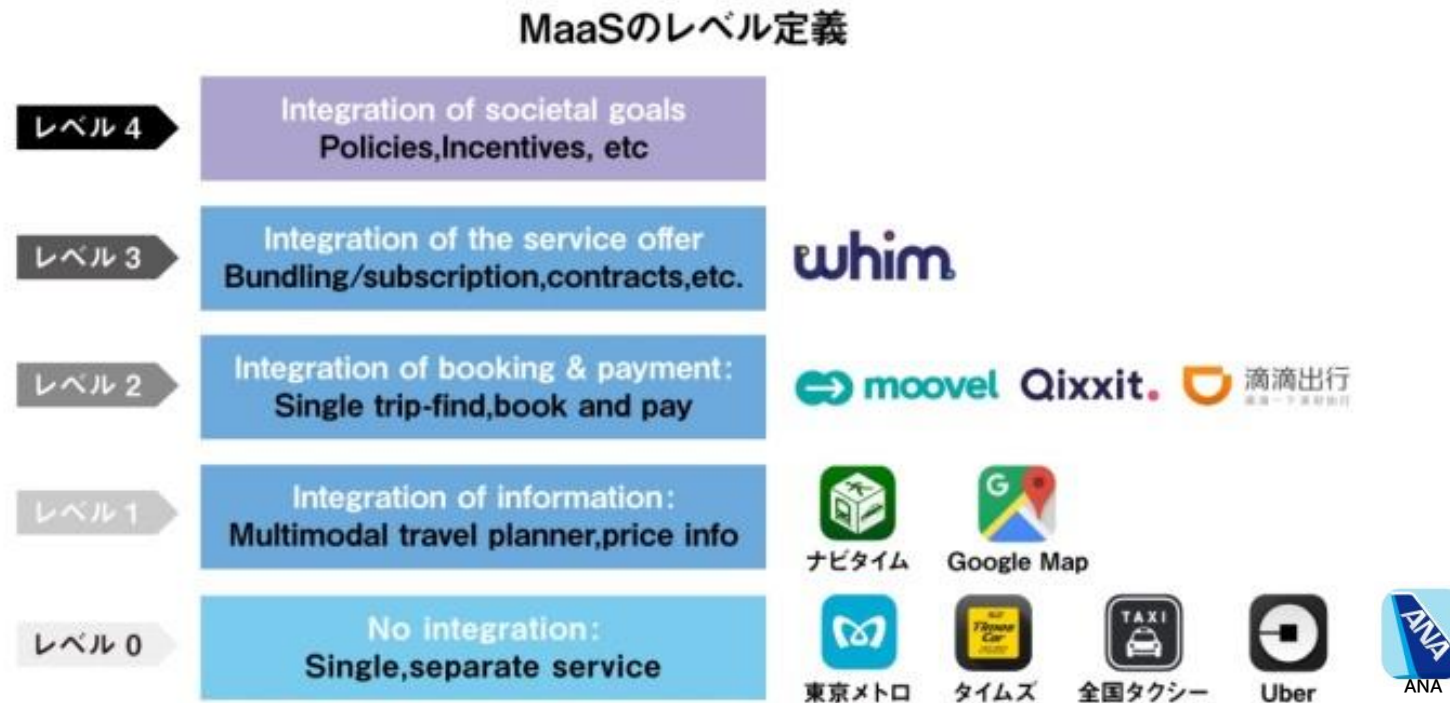 MaaSのレベル定義
レベル 4
Integration of societal goals
Policies,Incentives, etc
レベル 3
Integration of the service offer
Bundling/subscription,contracts,etc.
whim
レベル 2
Integration of booking & payment:
Single trip-find,book and pay
moovel Qixxit. 滴滴出行
レベル 1
Integration of information:
Multimodal travel planner,price info
G
ナビタイム Google Map
レベル 0
No integration:
Single,separate service
Times Car
TAXI
ANA
東京メトロ タイムズ 全国タクシー Uber ANA